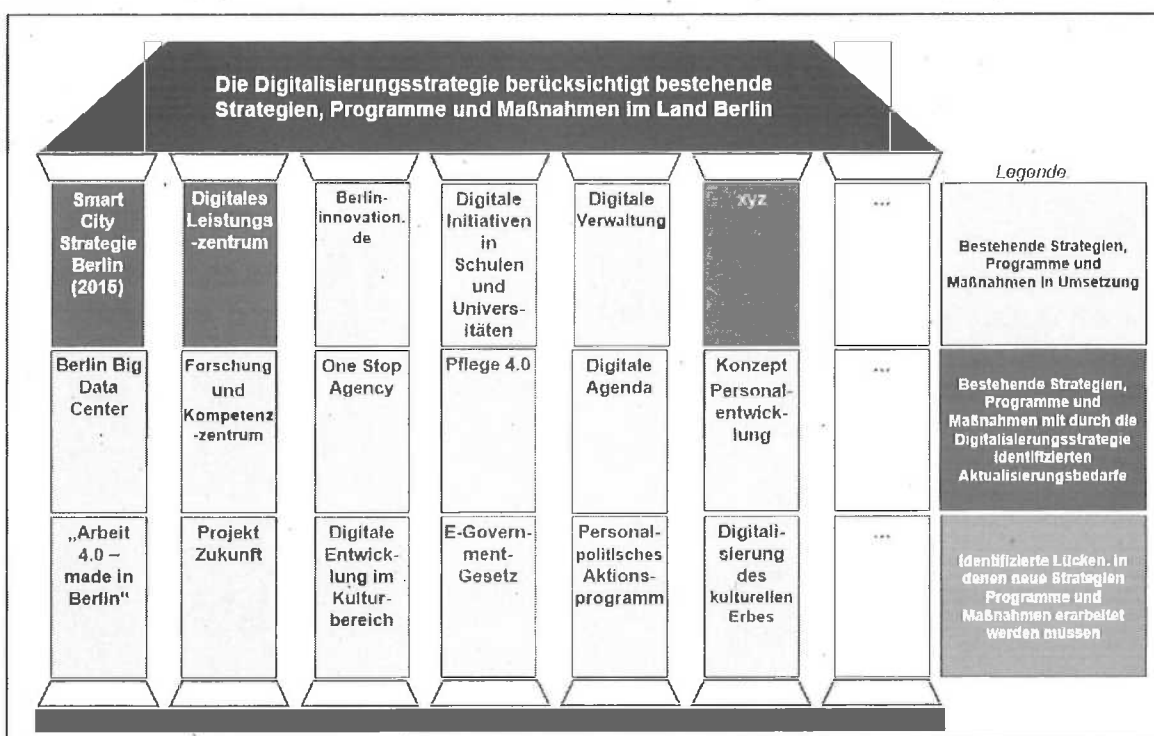 Die Digitalisierungsstrategie berücksichtigt bestehende
Strategien, Programme und Maßnahmen im Land Berlin
Legende
Smart
City
Strategie
Berlin
(2015)
Digitales
Leistungs
-zentrum
Berlin-
innovation.
de
Digitale
Initiativen
in
Schulen
und
Univers-
itäten
Digitale
Verwaltung
xyz
...
Bestehende Strategien,
Programme und
Maßnahmen in Umsetzung
Berlin Big
Data
Center
Forschung
und
Kompetenz
-zentrum
One Stop
Agency
Pflege 4.0
Digitale
Agenda
Konzept
Personal-
entwick-
lung
...
Bestehende Strategien,
Programme und
Maßnahmen mit durch die
Digitalisierungsstrategie
identifizierten
Aktualisierungsbedarfe
„Arbeit
4.0 –
made in
Berlin“
Projekt
Zukunft
Digitale
Entwick-
lung im
Kultur-
bereich
E-Govern-
ment-
Gesetz
Personal-
politisches
Aktions-
programm
Digitali-
sierung
des
kulturellen
Erbes
...
Identifizierte Lücken, in
denen neue Strategien
Programme und
Maßnahmen erarbeitet
werden müssen